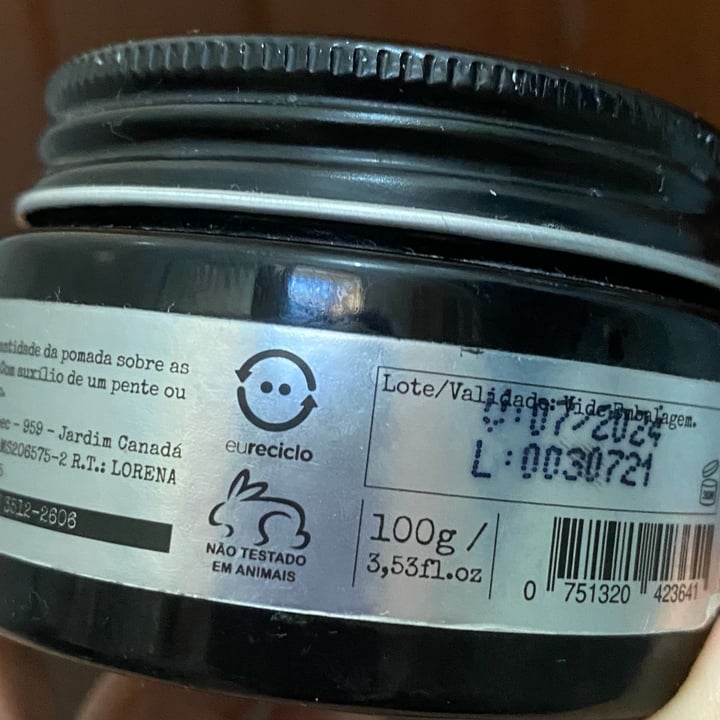 antidade da pomada sobre as
Com auxílio de um pente ou
ec - 959 - Jardim Canadá
MS206575-2 R.T.: LORENA
3512-2606
eureciclo
NÃO TESTADO
EM ANIMAIS
Lote/Validade: Vide Embalagem.
V:07/2024
L:0030721
100g /
3,53fl.oz
0 751320 423641